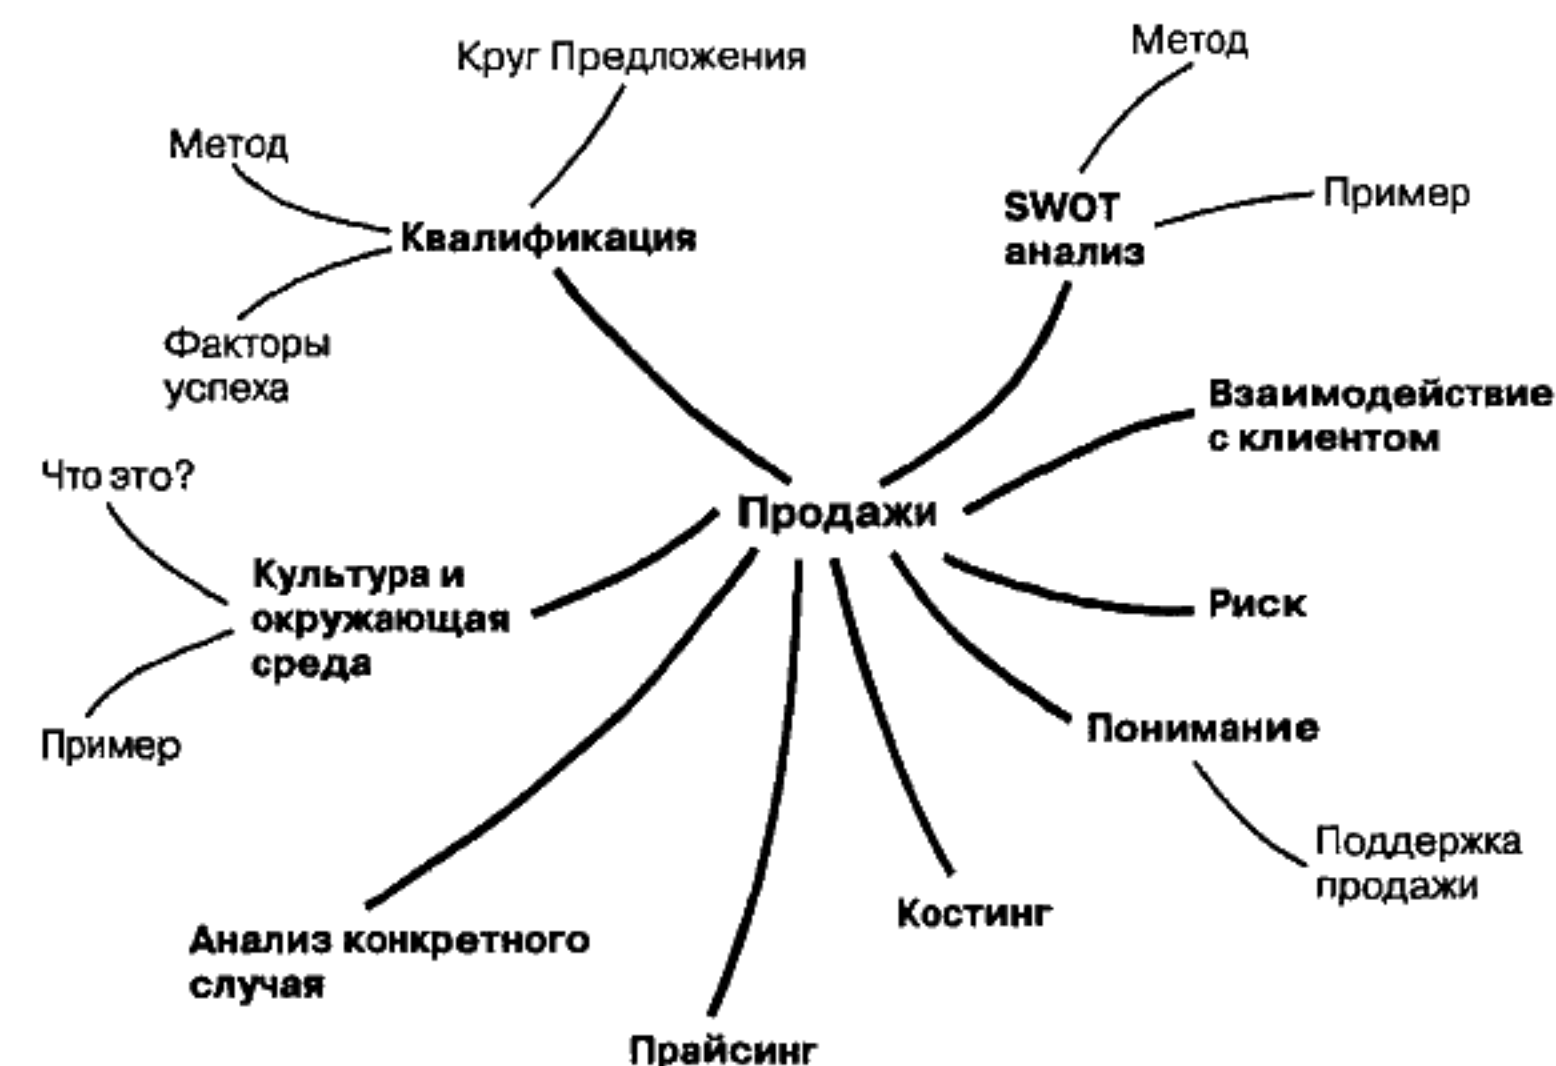 Круг Предложения
Метод
Метод
Пример
SWOT
анализ
Квалификация
Факторы
успеха
Взаимодействие
с клиентом
Что это?
Продажи
Культура и
окружающая
среда
Риск
Пример
Понимание
Поддержка
продажи
Костинг
Анализ конкретного
случая
Прайсинг